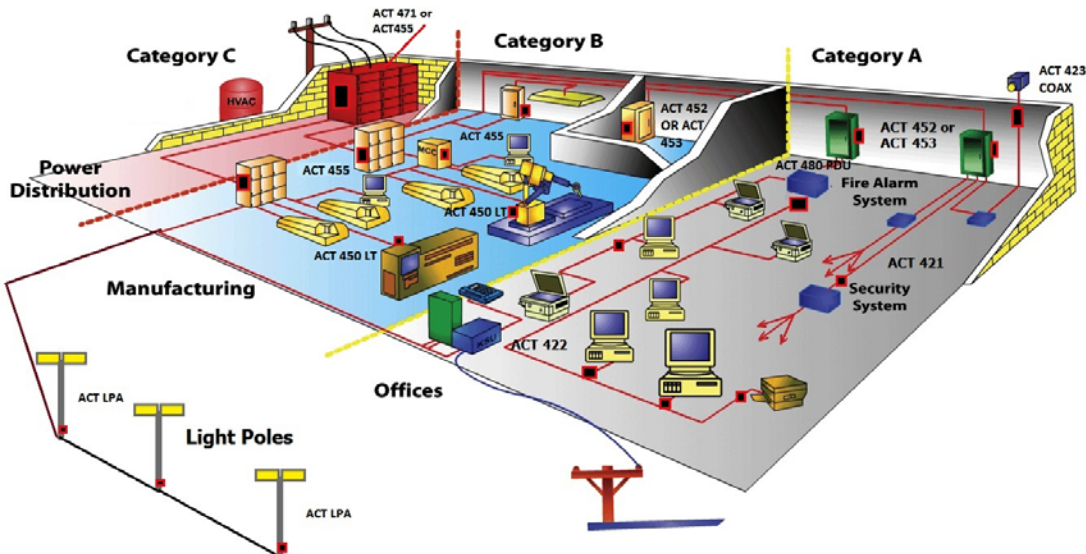 ACT 471 or
ACT455
Category C
Category B
Category A
ACT 423
COAX
HVAC
ACT 452
OR ACT
453
ACT 452 or
ACT 453
ACT 455
MCC
Power
Distribution
ACT 455
ACT 480 PDU
Fire Alarm
System
ACT 450 LT
ACT 450 LT
ACT 421
Manufacturing
Security
System
KSU
ACT 422
Offices
ACT LPA
Light Poles
ACT LPA